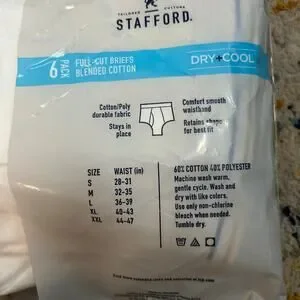 TAILORED CULTURE
STAFFORD.
6 PACK
FULL-CUT BRIEFS
BLENDED COTTON
DRY+COOL
Cotton/Poly
durable fabric
Stays in
place
Comfort smooth
waistband
Retains shape
for best fit
SIZE WAIST (in)
S 28-31
M 32-35
L 36-39
XL 40-43
XXL 44-47
60% COTTON 40% POLYESTER
Machine wash warm,
gentle cycle. Wash and
dry with like colors.
Use only non-chlorine
bleach when needed.
Tumble dry.